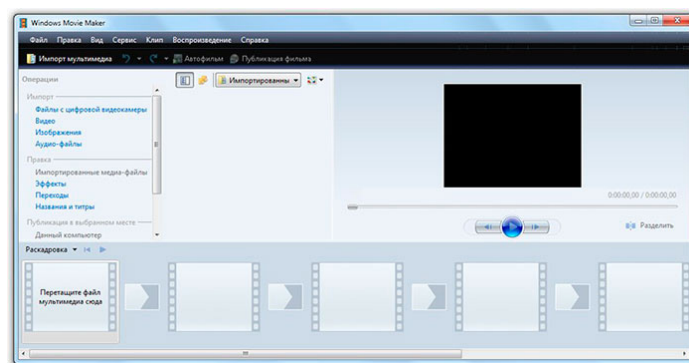 Windows Movie Maker
Файл Правка Вид Сервис Клип Воспроизведение Справка
Импорт мультимедиа Автофильм Публикация фильма
Операции
Импортированны
Импорт
Файлы с цифровой видеокамеры
Видео
Изображения
Аудио-файлы
Правка
Импортированные медиа-файлы
Эффекты
Переходы
Названия и титры
0:00:00,00 / 0:00:00,00
Публикация в выбранном месте
Данный компьютер
Разделить
Раскадровка
Перетащите файл
мультимедиа сюда